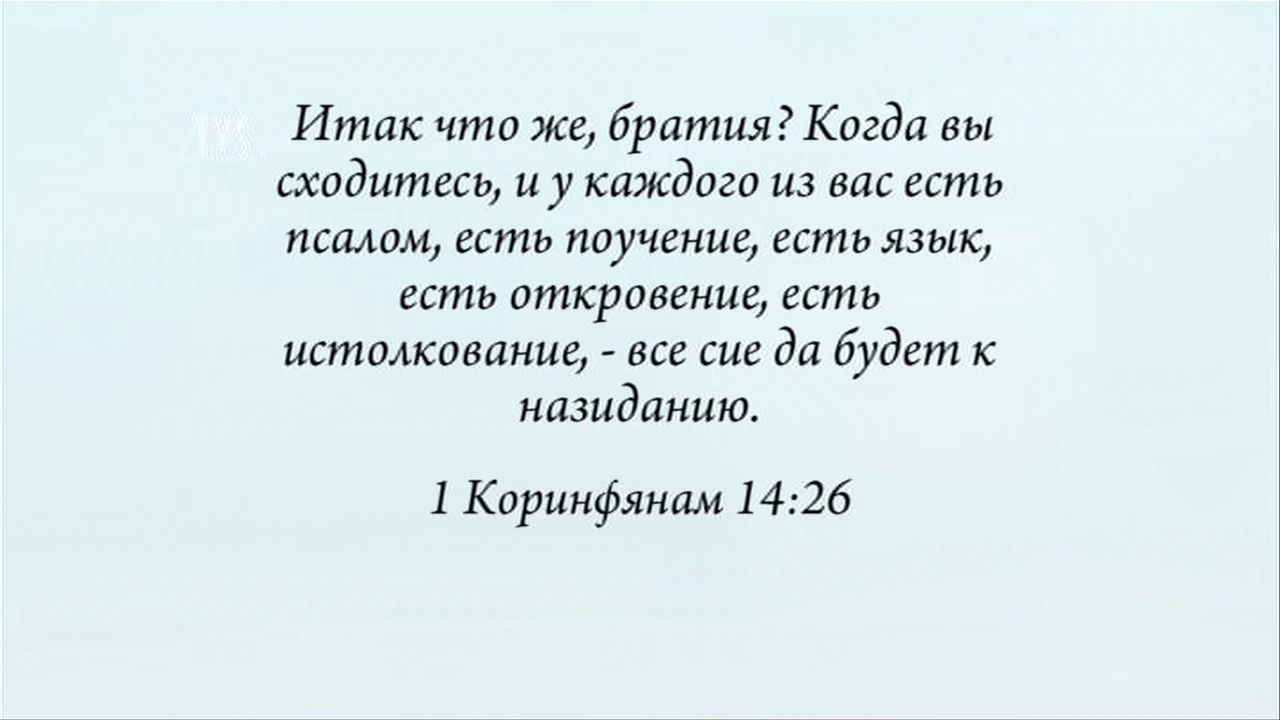 Итак что же, братия? Когда вы
сходитесь, и у каждого из вас есть
псалом, есть поучение, есть язык,
есть откровение, есть
истолкование, - все сие да будет к
назиданию.
1 Коринфянам 14:26